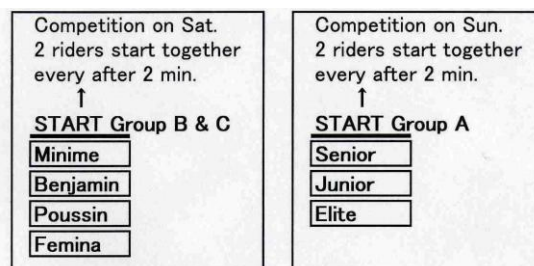 Competition on Sat.
2 riders start together
every after 2 min.
↑
START Group B & C
Minime
Benjamin
Poussin
Femina
Competition on Sun.
2 riders start together
every after 2 min.
↑
START Group A
Senior
Junior
Elite